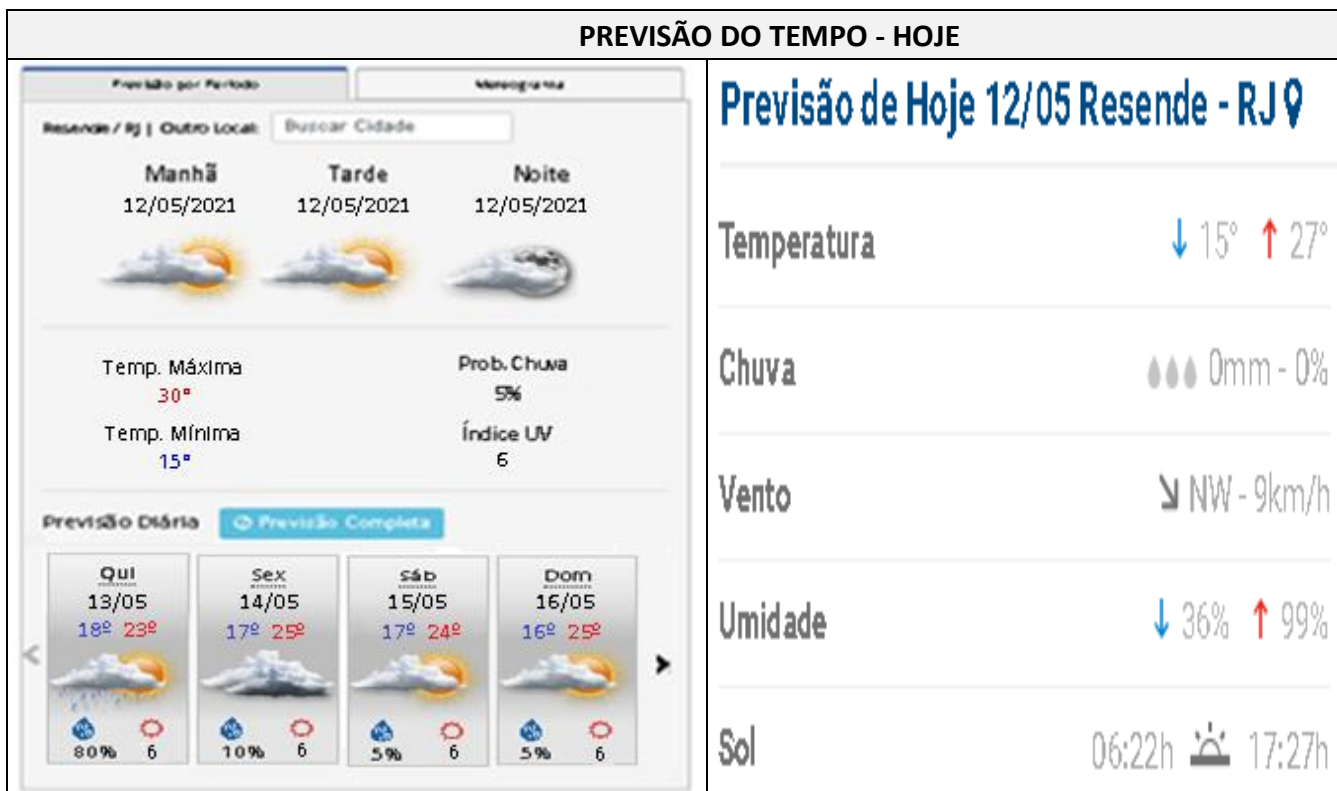 PREVISÃO DO TEMPO - HOJE
Previsão por Período
Meteograma
Resende / RJ | Outro Local: Buscar Cidade
Manhã Tarde Noite
12/05/2021 12/05/2021 12/05/2021
Temp. Máxima Prob. Chuva
30° 5%
Temp. Mínima Índice UV
15° 6
Previsão Diária Previsão Completa
Qui Sex Sáb Dom
13/05 14/05 15/05 16/05
18º 23º 17º 25º 17º 24º 16º 25º
80% 6 10% 6 5% 6 5% 6
Previsão de Hoje 12/05 Resende - RJ
Temperatura ↓ 15° ↑ 27°
Chuva 0mm - 0%
Vento NW - 9km/h
Umidade ↓ 36% ↑ 99%
Sol 06:22h 17:27h